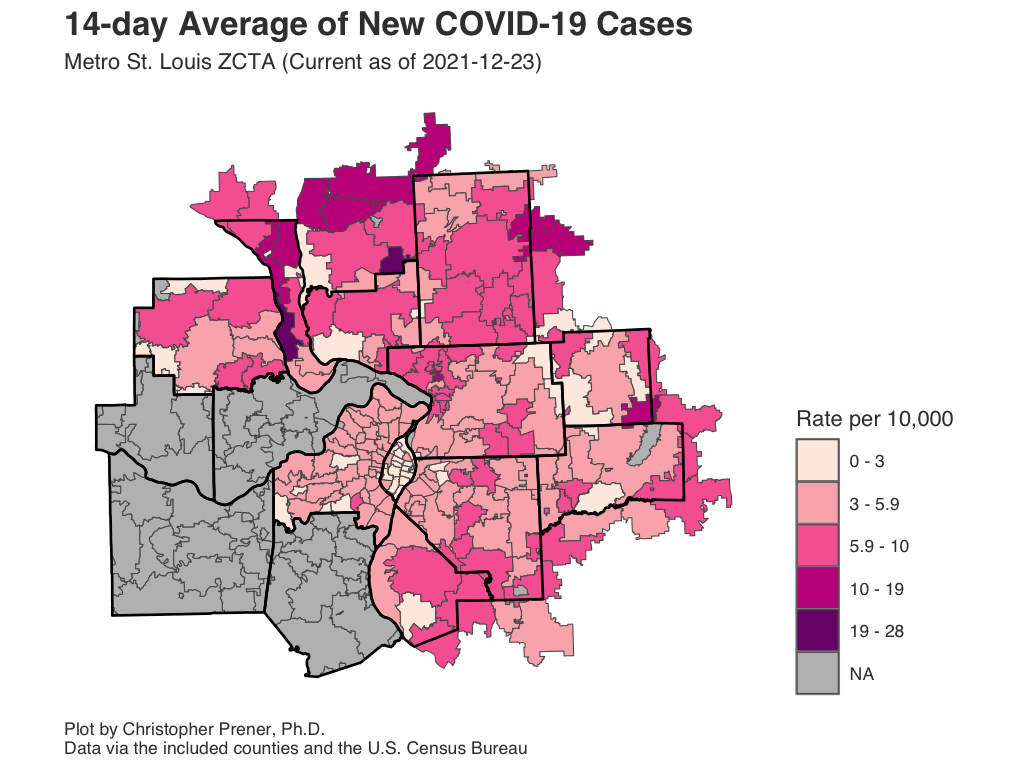 14-day Average of New COVID-19 Cases
Metro St. Louis ZCTA (Current as of 2021-12-23)
Rate per 10,000
0 - 3
3 - 5.9
5.9 - 10
10 - 19
19 - 28
NA
Plot by Christopher Prener, Ph.D.
Data via the included counties and the U.S. Census Bureau